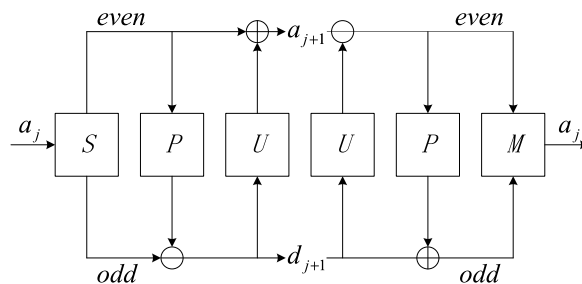 even
a_{j+1}
even
a_j
S
P
U
U
P
M
a_j
odd
d_{j+1}
odd